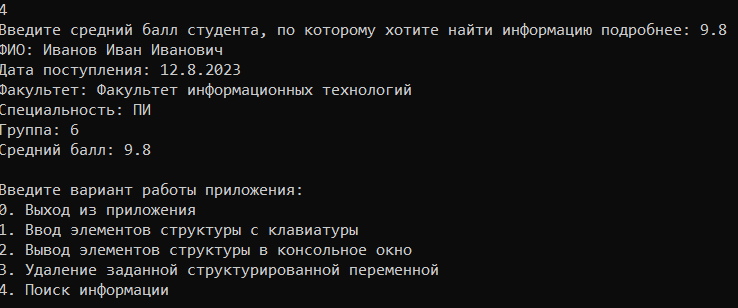 4
Введите средний балл студента, по которому хотите найти информацию подробнее: 9.8
ФИО: Иванов Иван Иванович
Дата поступления: 12.8.2023
Факультет: Факультет информационных технологий
Специальность: ПИ
Группа: 6
Средний балл: 9.8
Введите вариант работы приложения:
0. Выход из приложения
1. Ввод элементов структуры с клавиатуры
2. Вывод элементов структуры в консольное окно
3. Удаление заданной структурированной переменной
4. Поиск информации